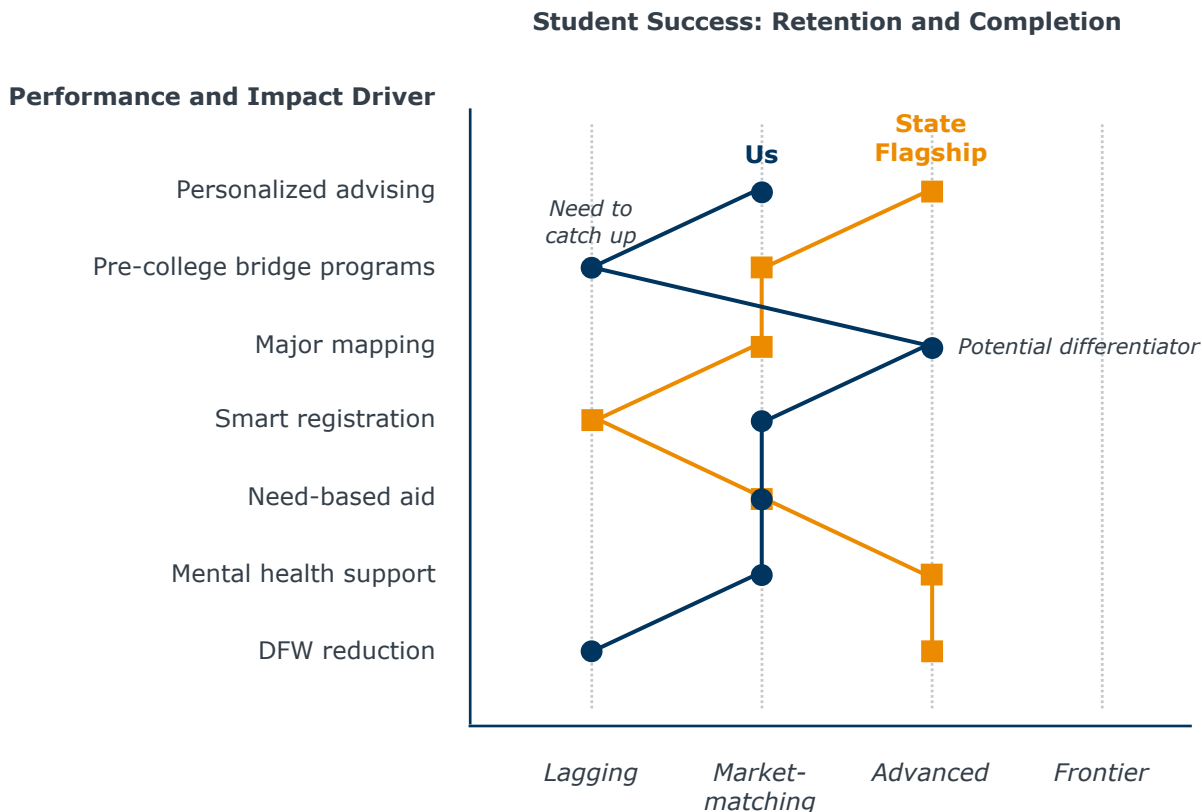 Student Success: Retention and Completion
Performance and Impact Driver
State
Flagship
Us
Personalized advising
Need to
catch up
Pre-college bridge programs
Major mapping
Potential differentiator
Smart registration
Need-based aid
Mental health support
DFW reduction
Lagging
Market-
matching
Advanced
Frontier